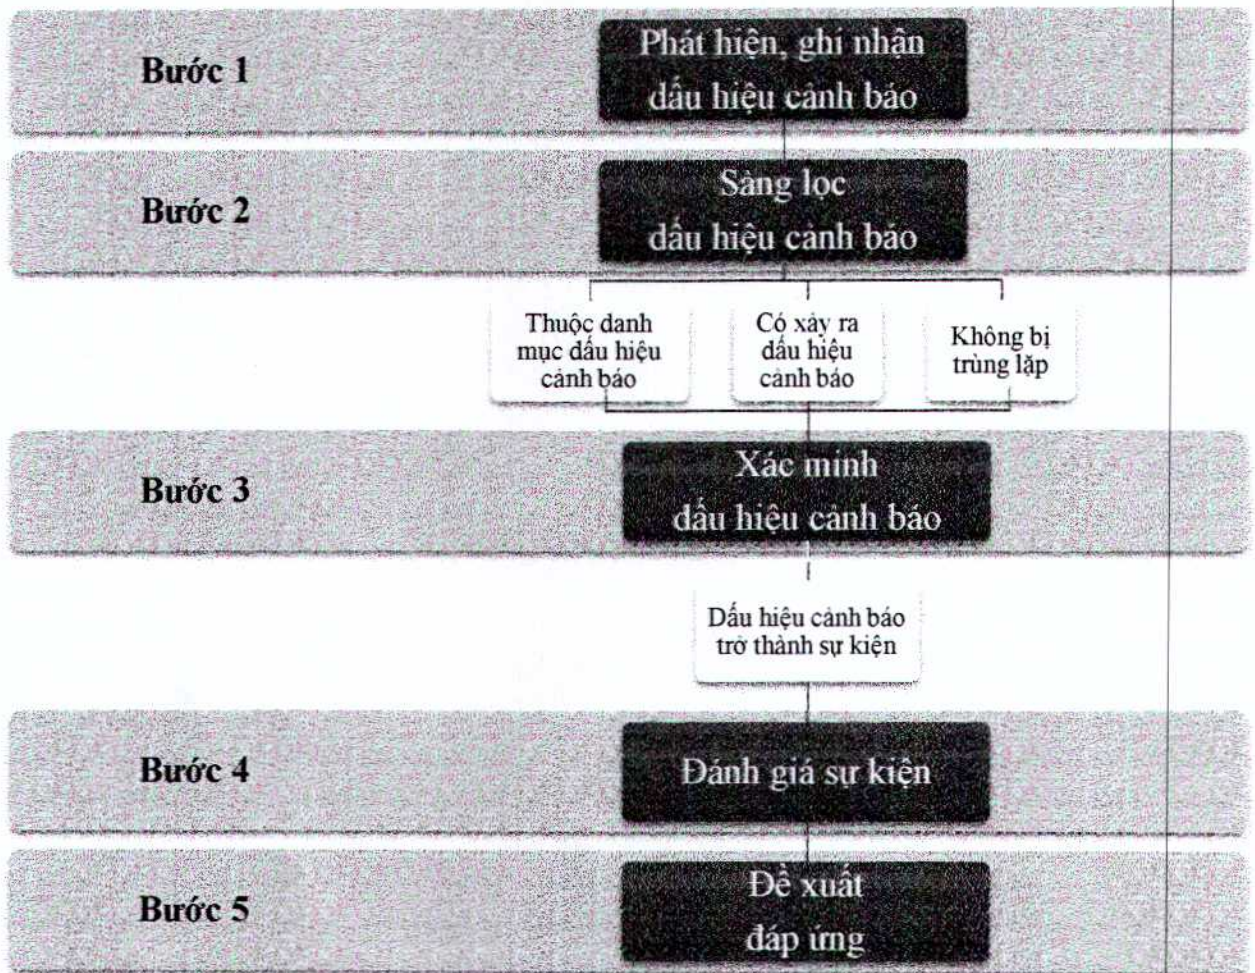 Bước 1
Phát hiện, ghi nhận
dấu hiệu cảnh báo
Bước 2
Sàng lọc
dấu hiệu cảnh báo
Thuộc danh
mục dấu hiệu
cảnh báo
Có xảy ra
dấu hiệu
cảnh báo
Không bị
trùng lặp
Bước 3
Xác minh
dấu hiệu cảnh báo
Dấu hiệu cảnh báo
trở thành sự kiện
Bước 4
Đánh giá sự kiện
Bước 5
Đề xuất
đáp ứng